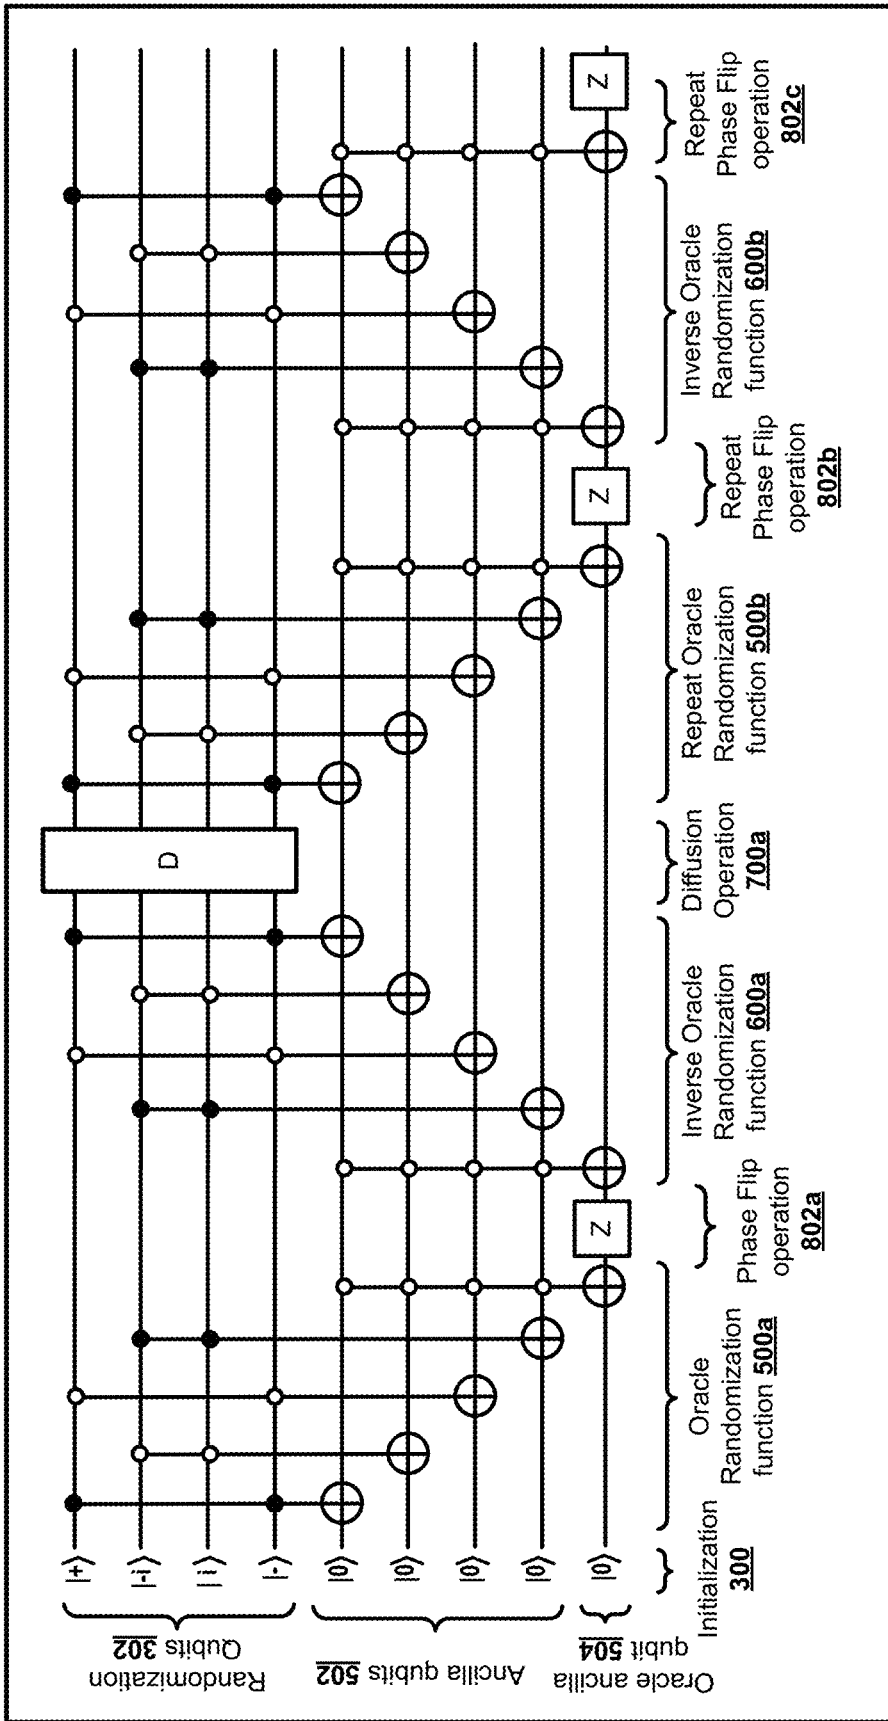 Randomization
Qubits 302
Ancilla qubits 502
Oracle ancilla
qubit 504
|+⟩
|-i⟩
|i⟩
|-⟩
|0⟩
|0⟩
|0⟩
|0⟩
|0⟩
D
Z
Z
Z
Initialization
300
Oracle
Randomization
function 500a
Phase Flip
operation
802a
Inverse Oracle
Randomization
function 600a
Diffusion
Operation
700a
Repeat Oracle
Randomization
function 500b
Repeat
Phase Flip
operation
802b
Inverse Oracle
Randomization
function 600b
Repeat
Phase Flip
operation
802c